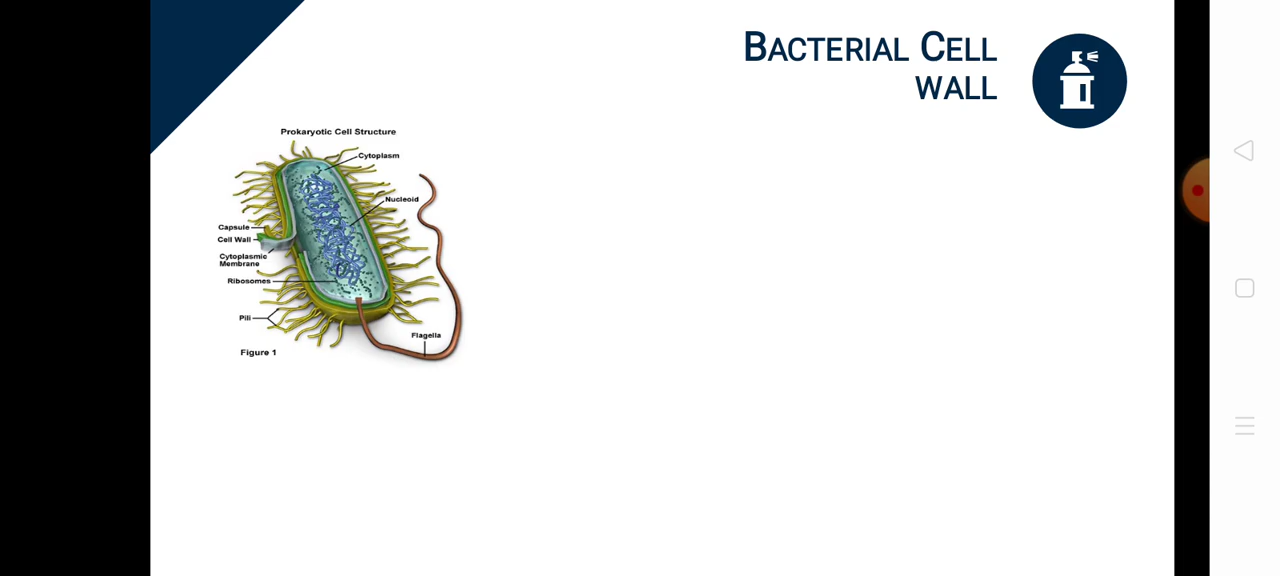 BACTERIAL CELL
WALL
Prokaryotic Cell Structure
Cytoplasm
Nucleoid
Capsule
Cell Wall
Cytoplasmic
Membrane
Ribosomes
Pili
Flagella
Figure 1